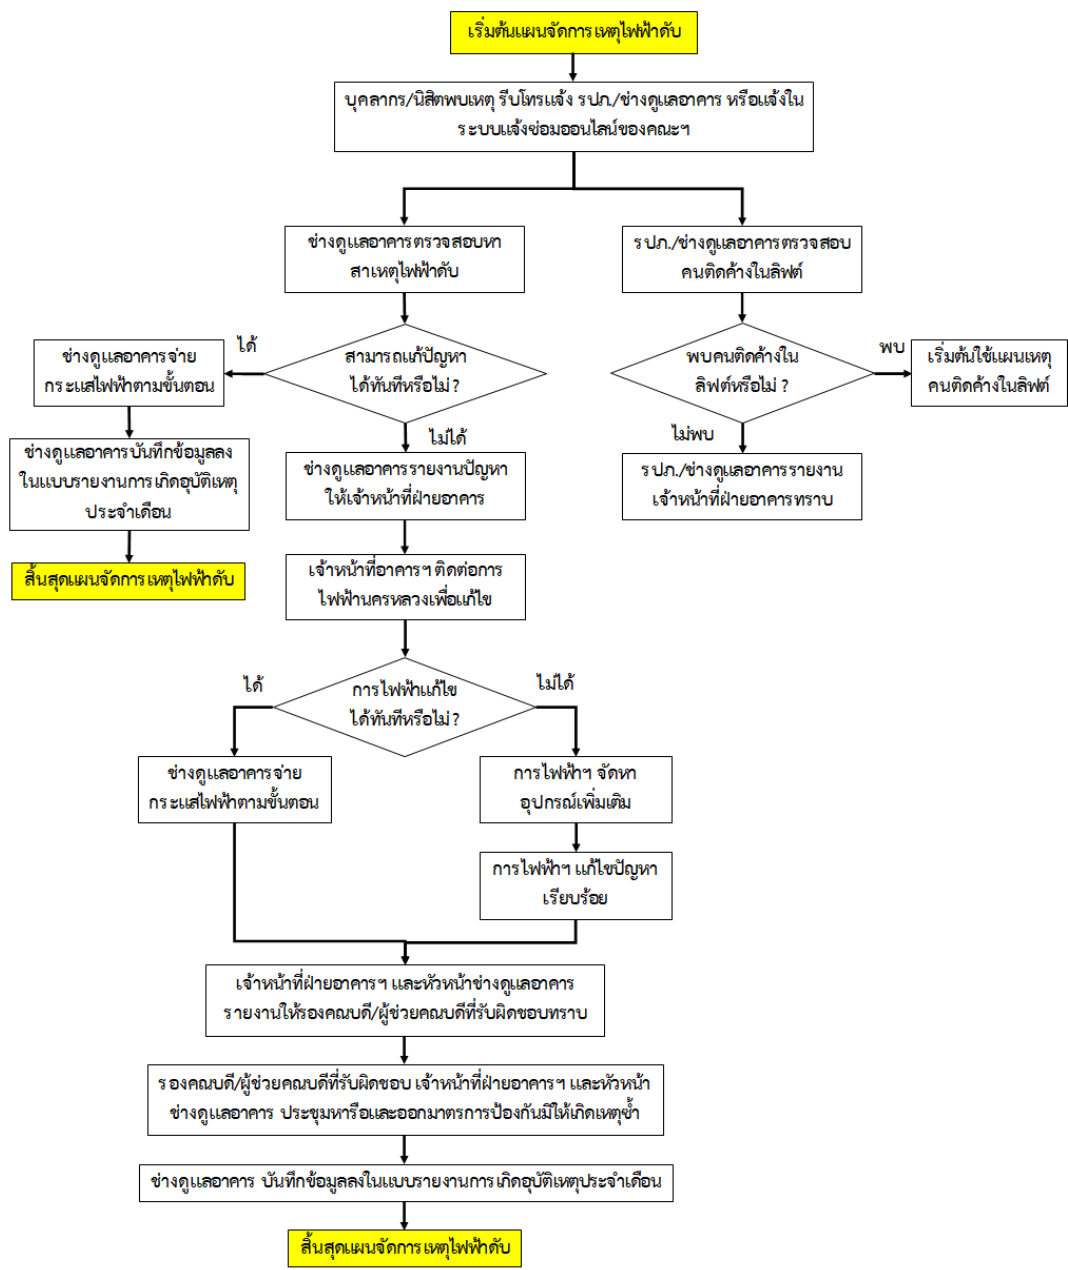 เริ่มต้นแผนจัดการเหตุไฟฟ้าดับ
บุคลากร/นิสิตพบเหตุ รีบโทรแจ้ง รปภ./ช่างดูแลอาคาร หรือแจ้งใน
ระบบแจ้งซ่อมออนไลน์ของคณะฯ
ช่างดูแลอาคารตรวจสอบหา
สาเหตุไฟฟ้าดับ
รปภ./ช่างดูแลอาคารตรวจสอบ
คนติดค้างในลิฟต์
สามารถแก้ปัญหา
ได้ทันทีหรือไม่ ?
ได้
ไม่ได้
พบคนติดค้างใน
ลิฟต์หรือไม่ ?
พบ
ไม่พบ
เริ่มต้นใช้แผนเหตุ
คนติดค้างในลิฟต์
ช่างดูแลอาคารจ่าย
กระแสไฟฟ้าตามขั้นตอน
ช่างดูแลอาคารบันทึกข้อมูลลง
ในแบบรายงานการเกิดอุบัติเหตุ
ประจำเดือน
สิ้นสุดแผนจัดการเหตุไฟฟ้าดับ
ช่างดูแลอาคารรายงานปัญหา
ให้เจ้าหน้าที่ฝ่ายอาคาร
รปภ./ช่างดูแลอาคารรายงาน
เจ้าหน้าที่ฝ่ายอาคารทราบ
เจ้าหน้าที่อาคารฯ ติดต่อการ
ไฟฟ้านครหลวงเพื่อแก้ไข
การไฟฟ้าแก้ไข
ได้ทันทีหรือไม่ ?
ได้
ไม่ได้
ช่างดูแลอาคารจ่าย
กระแสไฟฟ้าตามขั้นตอน
การไฟฟ้าฯ จัดหา
อุปกรณ์เพิ่มเติม
การไฟฟ้าฯ แก้ไขปัญหา
เรียบร้อย
เจ้าหน้าที่ฝ่ายอาคารฯ และหัวหน้าช่างดูแลอาคาร
รายงานให้รองคณบดี/ผู้ช่วยคณบดีที่รับผิดชอบทราบ
รองคณบดี/ผู้ช่วยคณบดีที่รับผิดชอบ เจ้าหน้าที่ฝ่ายอาคารฯ และหัวหน้า
ช่างดูแลอาคาร ประชุมหารือและออกมาตรการป้องกันมิให้เกิดเหตุซ้ำ
ช่างดูแลอาคาร บันทึกข้อมูลลงในแบบรายงานการเกิดอุบัติเหตุประจำเดือน
สิ้นสุดแผนจัดการเหตุไฟฟ้าดับ